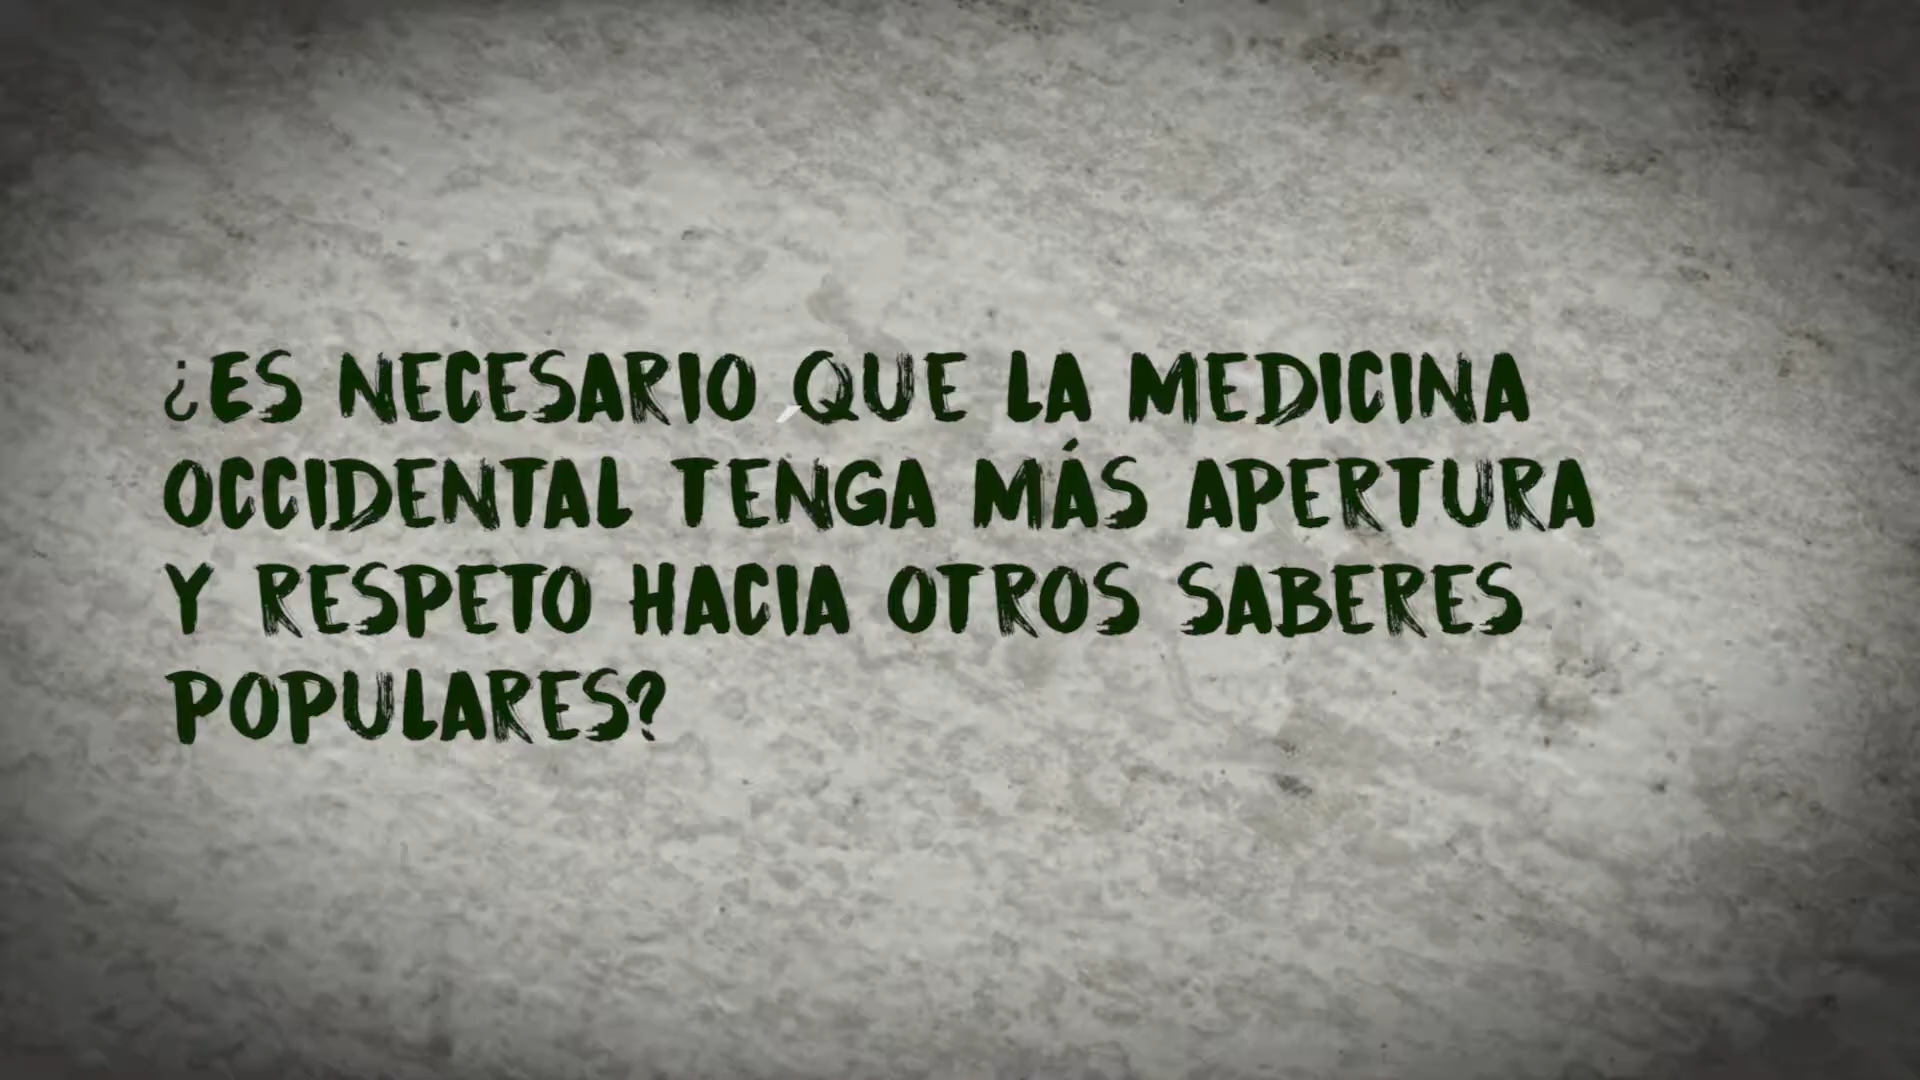 ¿ES NECESARIO QUE LA MEDICINA
OCCIDENTAL TENGA MÁS APERTURA
Y RESPETO HACIA OTROS SABERES
POPULARES?